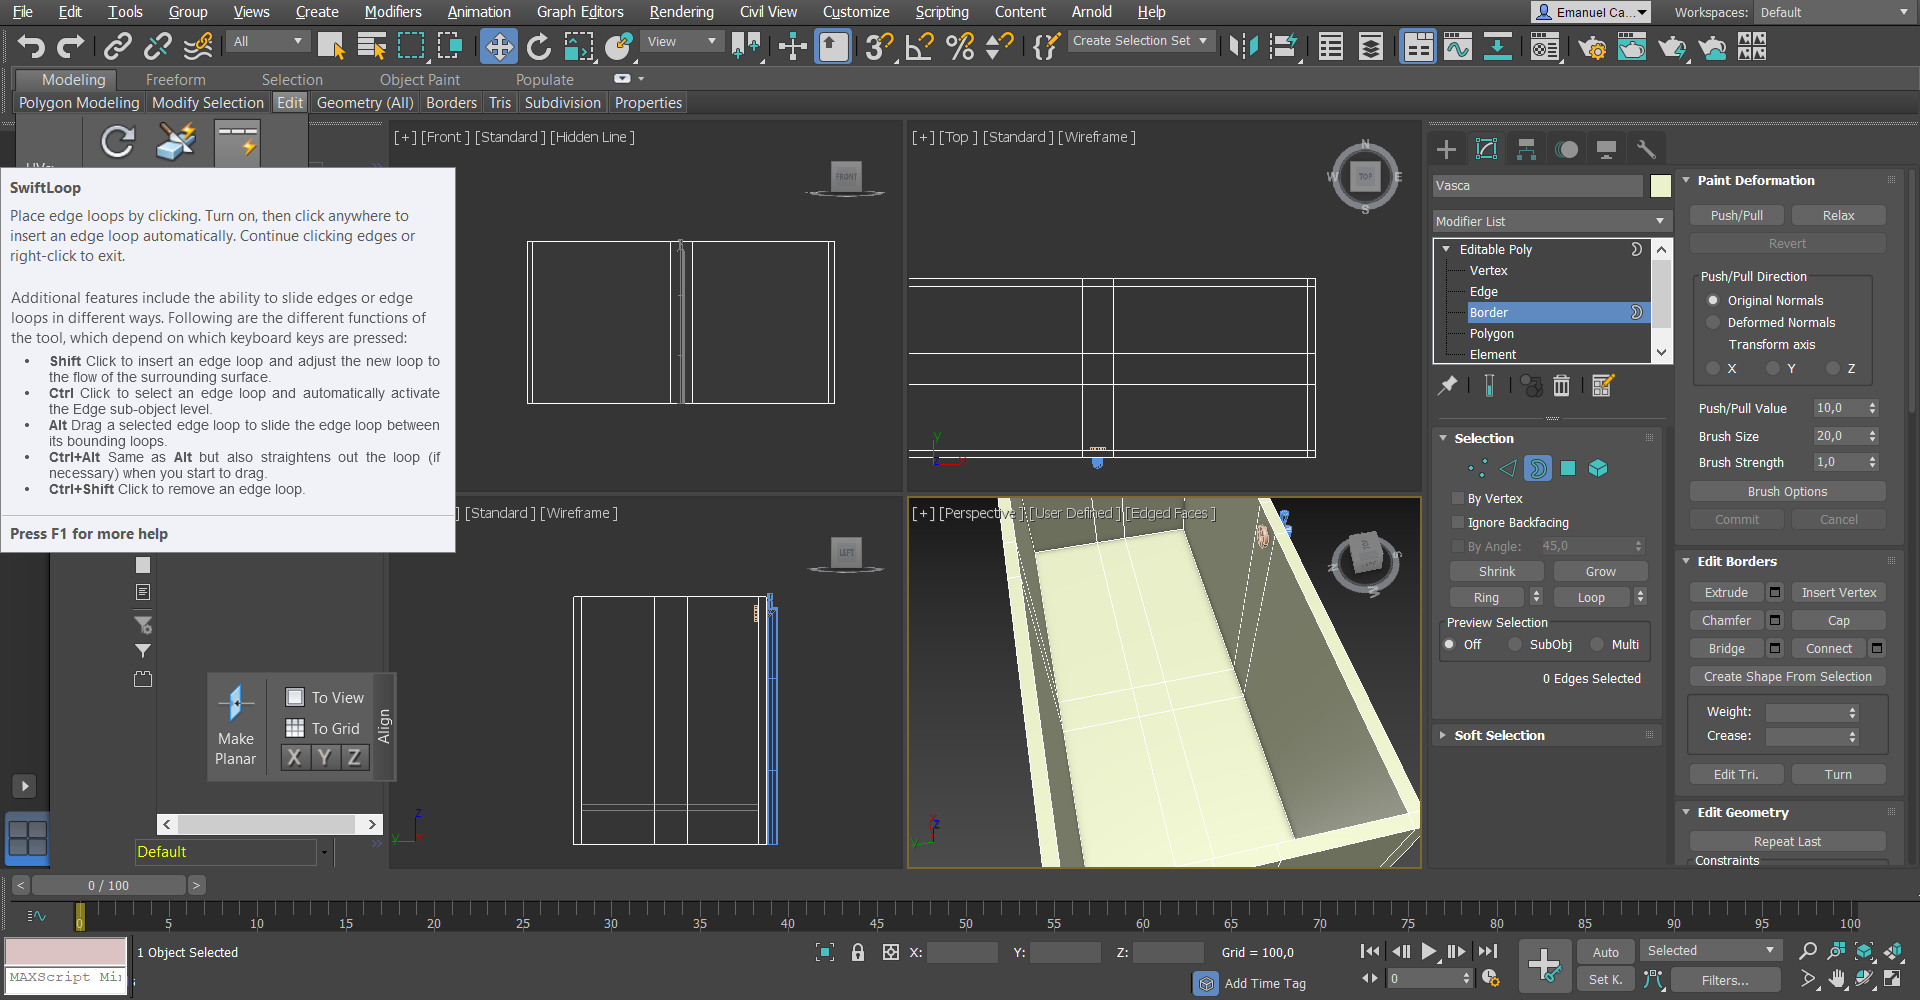 File Edit Tools Group Views Create Modifiers Animation Graph Editors Rendering Civil View Customize Scripting Content Arnold Help
Emanuel Ca... Workspaces: Default
All View Create Selection Set
Modeling Freeform Selection Object Paint Populate
Polygon Modeling Modify Selection Edit Geometry (All) Borders Tris Subdivision Properties
SwiftLoop
Place edge loops by clicking. Turn on, then click anywhere to
insert an edge loop automatically. Continue clicking edges or
right-click to exit.
Additional features include the ability to slide edges or edge
loops in different ways. Following are the different functions of
the tool, which depend on which keyboard keys are pressed:
• Shift Click to insert an edge loop and adjust the new loop to
the flow of the surrounding surface.
• Ctrl Click to select an edge loop and automatically activate
the Edge sub-object level.
• Alt Drag a selected edge loop to slide the edge loop between
its bounding loops.
• Ctrl+Alt Same as Alt but also straightens out the loop (if
necessary) when you start to drag.
• Ctrl+Shift Click to remove an edge loop.
Press F1 for more help
To View
To Grid
Make
Planar
X Y Z
Align
Default
[+] [Front ] [Standard ] [Hidden Line ]
FRONT
[+] [Top ] [Standard ] [Wireframe ]
N
W TOP E
S
y
] [Standard ] [Wireframe ]
LEFT
z
y x
[+] [Perspective ] [User Defined ] [Edged Faces ]
TOP
S
N
W
z
y
Vasca
Modifier List
Editable Poly
Vertex
Edge
Border
Polygon
Element
Selection
By Vertex
Ignore Backfacing
By Angle: 45,0
Shrink Grow
Ring Loop
Preview Selection
Off SubObj Multi
0 Edges Selected
Soft Selection
Paint Deformation
Push/Pull Relax
Revert
Push/Pull Direction
Original Normals
Deformed Normals
Transform axis
X Y Z
Push/Pull Value 10,0
Brush Size 20,0
Brush Strength 1,0
Brush Options
Commit Cancel
Edit Borders
Extrude Insert Vertex
Chamfer Cap
Bridge Connect
Create Shape From Selection
Weight:
Crease:
Edit Tri. Turn
Edit Geometry
Repeat Last
Constraints
< 0 / 100 >
0 5 10 15 20 25 30 35 40 45 50 55 60 65 70 75 80 85 90 95 100
1 Object Selected X: Y: Z: Grid = 100,0
MAXScript Mi
Add Time Tag
0
Auto Selected
Set K. Filters...